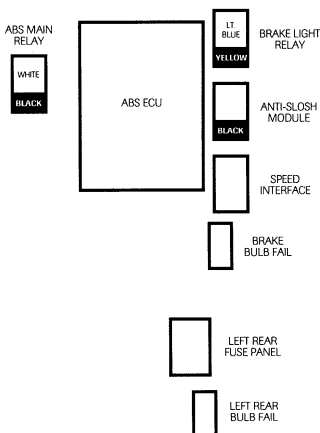 ABS MAIN
RELAY
WHITE
BLACK
ABS ECU
LT.
BLUE
YELLOW
BRAKE LIGHT
RELAY
BLACK
ANTI-SLOSH
MODULE
SPEED
INTERFACE
BRAKE
BULB FAIL
LEFT REAR
FUSE PANEL
LEFT REAR
BULB FAIL